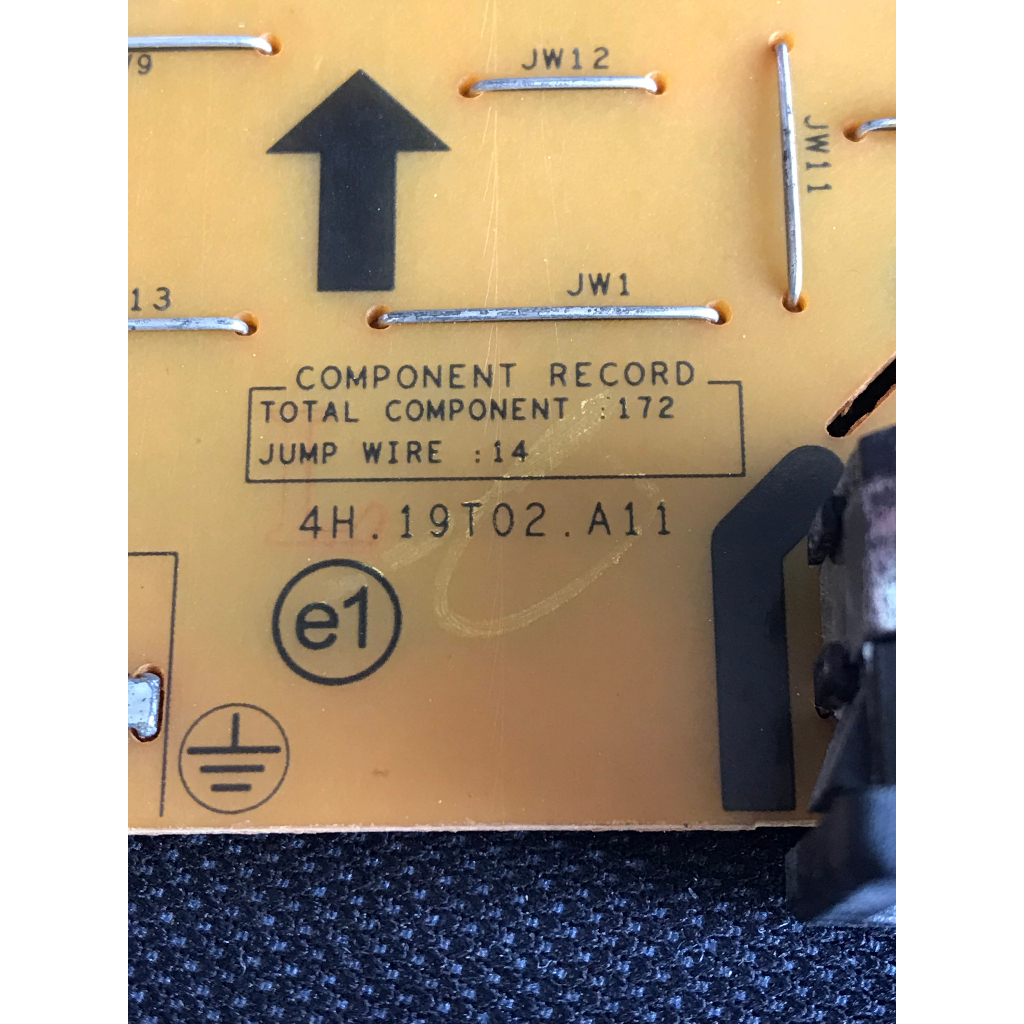 JW12
JW11
JW1
13
COMPONENT RECORD
TOTAL COMPONENT :172
JUMP WIRE :14
4H.19T02.A11
e1